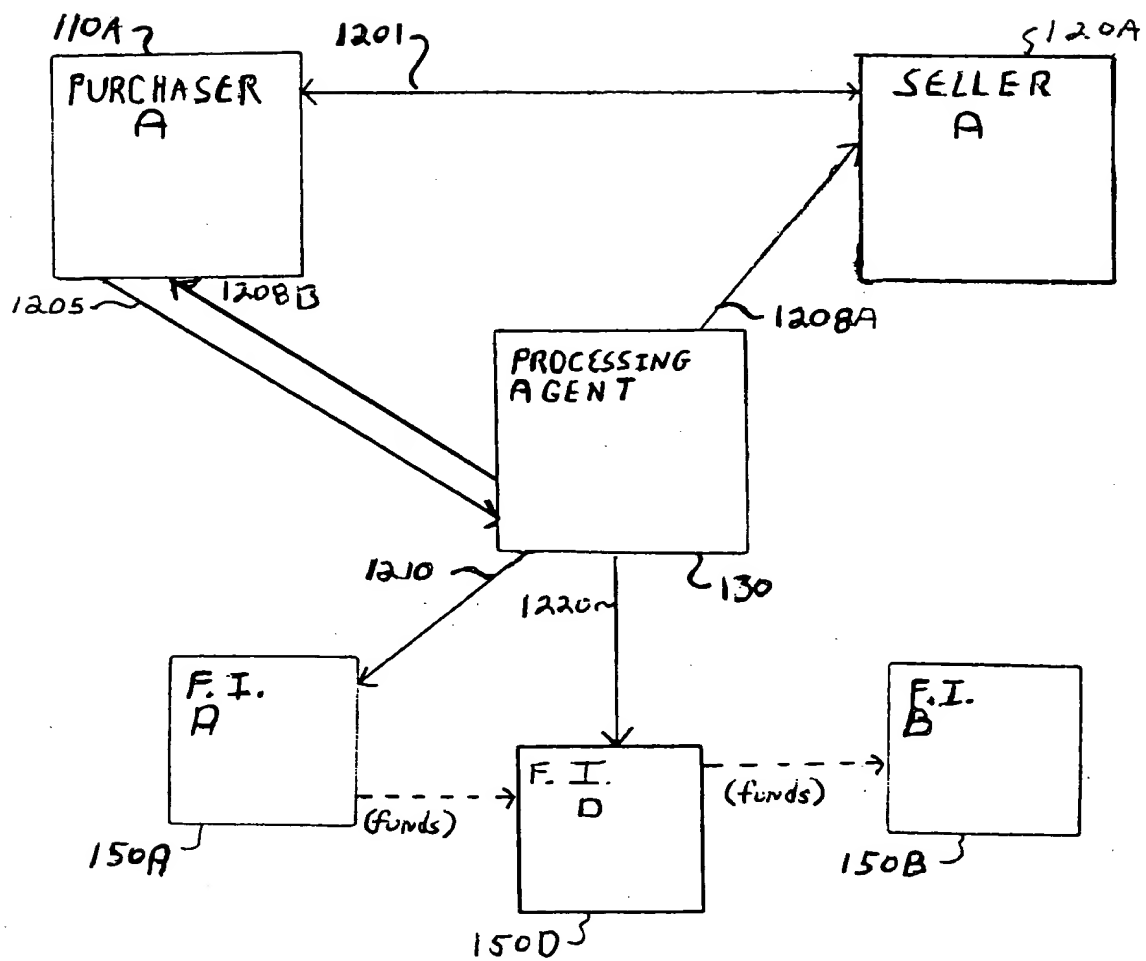 110A
1201
120A
PURCHASER
A
SELLER
A
1205
1208B
1208A
PROCESSING
AGENT
1210
1220
130
F. I.
A
F. I.
B
F. I.
D
(funds)
(funds)
150A
150B
150D